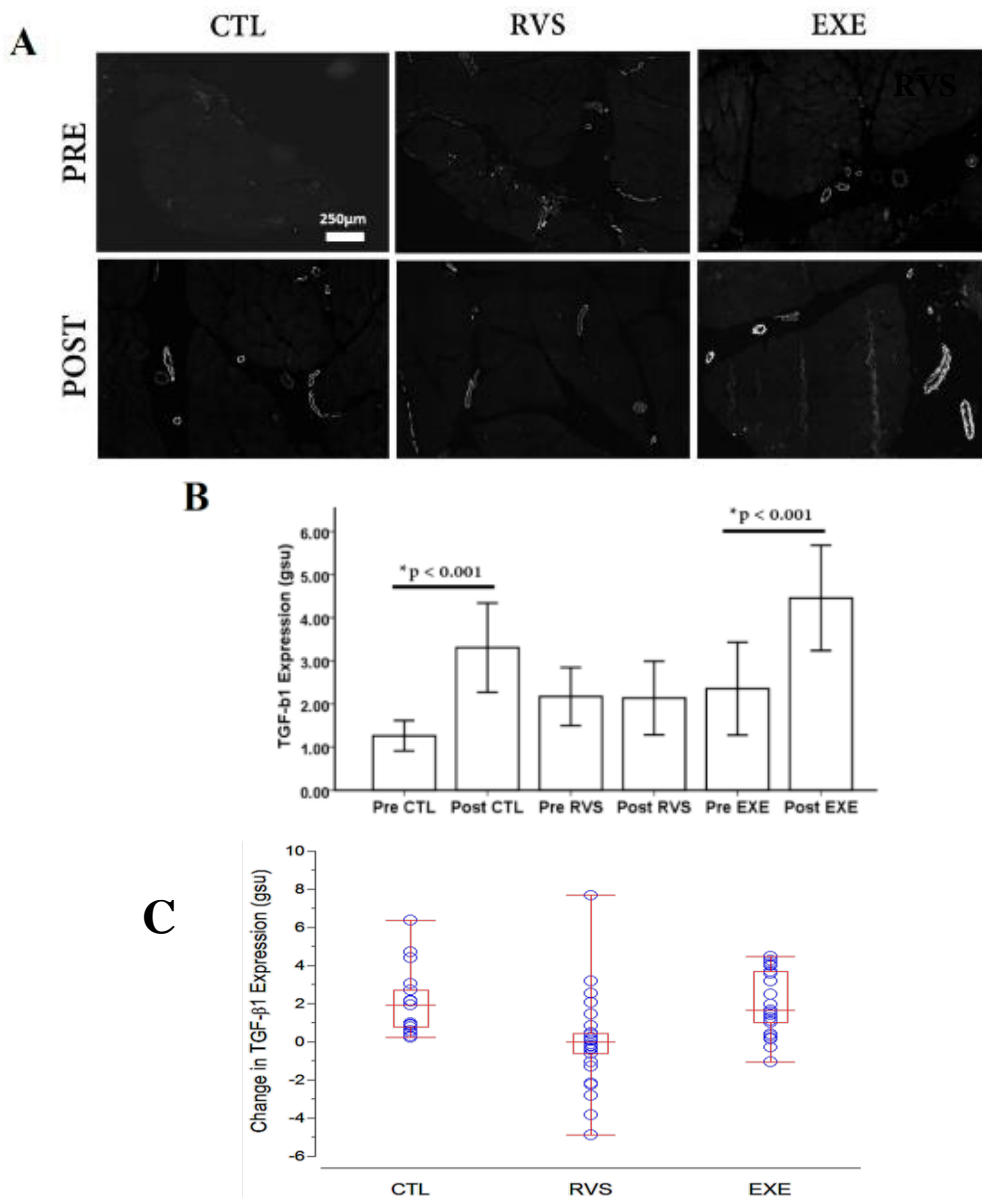 A
CTL RVS EXE
PRE
RVS
250µm
POST
B
TGF-b1 Expression (gsu)
*p < 0.001
*p < 0.001
6.00
5.00
4.00
3.00
2.00
1.00
0.00
Pre CTL Post CTL Pre RVS Post RVS Pre EXE Post EXE
C
Change in TGF-β1 Expression (gsu)
10
8
6
4
2
0
-2
-4
-6
CTL RVS EXE